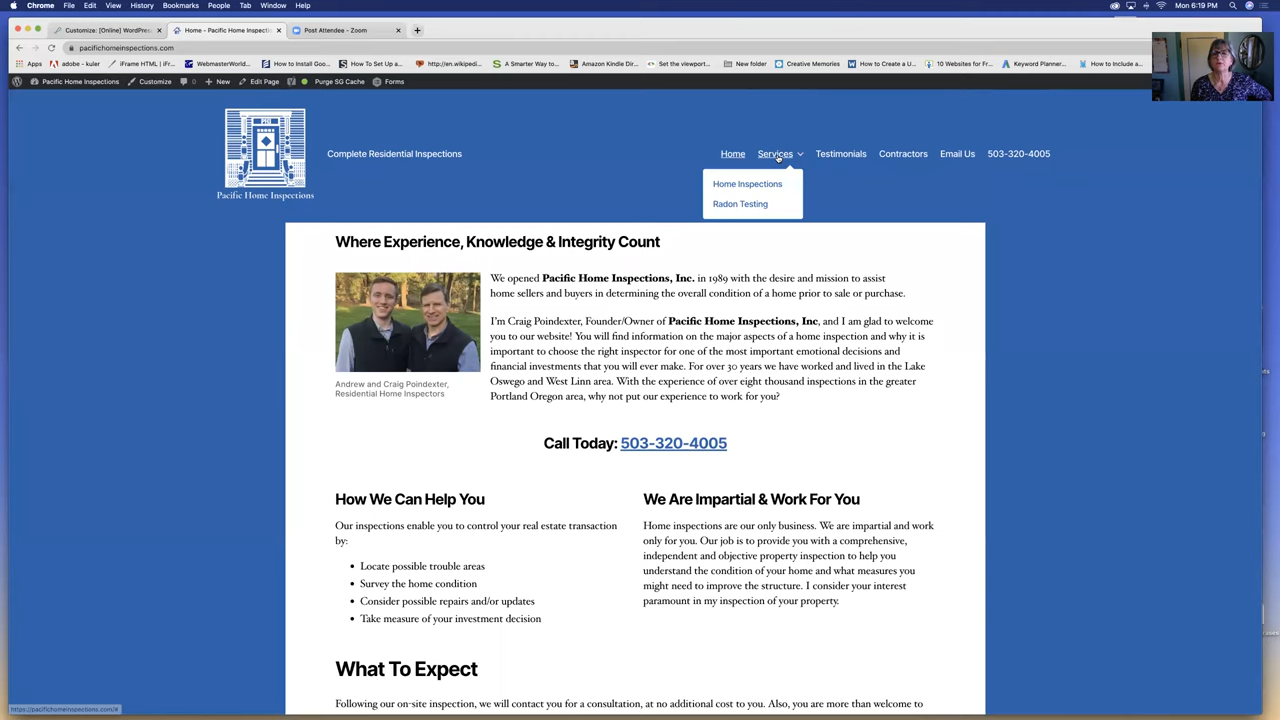 Chrome File Edit View History Bookmarks People Tab Window Help
Mon 6:19 PM
Customize: [Online] WordPres
Home - Pacific Home Inspectio
Post Attendee - Zoom
pacifichomeinspections.com
Apps adobe - kuler iFrame HTML | iFr... WebmasterWorld... How to Install Goo... How To Set up a... http://en.wikipedi... A Smarter Way to... Amazon Kindle Dir... Set the viewport... New folder Creative Memories How to Create a U... 10 Websites for Fr... Keyword Planner... How to Include a...
Pacific Home Inspections Customize 0 New Edit Page Purge SG Cache Forms
PHI
Pacific Home Inspections
Complete Residential Inspections
Home Services Testimonials Contractors Email Us 503-320-4005
Home Inspections
Radon Testing
Where Experience, Knowledge & Integrity Count
We opened Pacific Home Inspections, Inc. in 1989 with the desire and mission to assist
home sellers and buyers in determining the overall condition of a home prior to sale or purchase.
I'm Craig Poindexter, Founder/Owner of Pacific Home Inspections, Inc, and I am glad to welcome
you to our website! You will find information on the major aspects of a home inspection and why it is
important to choose the right inspector for one of the most important emotional decisions and
financial investments that you will ever make. For over 30 years we have worked and lived in the Lake
Oswego and West Linn area. With the experience of over eight thousand inspections in the greater
Portland Oregon area, why not put our experience to work for you?
Andrew and Craig Poindexter,
Residential Home Inspectors
Call Today: 503-320-4005
How We Can Help You
Our inspections enable you to control your real estate transaction
by:
• Locate possible trouble areas
• Survey the home condition
• Consider possible repairs and/or updates
• Take measure of your investment decision
We Are Impartial & Work For You
Home inspections are our only business. We are impartial and work
only for you. Our job is to provide you with a comprehensive,
independent and objective property inspection to help you
understand the condition of your home and what measures you
might need to improve the structure. I consider your interest
paramount in my inspection of your property.
What To Expect
Following our on-site inspection, we will contact you for a consultation, at no additional cost to you. Also, you are more than welcome to
https://pacifichomeinspections.com/#